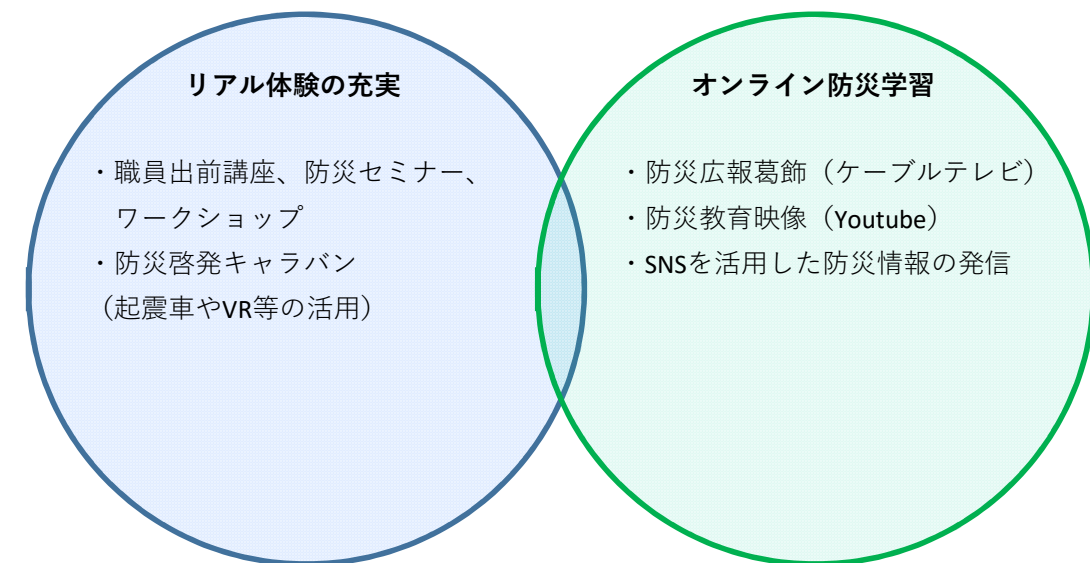 リアル体験の充実
・職員出前講座、防災セミナー、
ワークショップ
・防災啓発キャラバン
（起震車やVR等の活用）
オンライン防災学習
・防災広報葛飾（ケーブルテレビ）
・防災教育映像（Youtube）
・SNSを活用した防災情報の発信